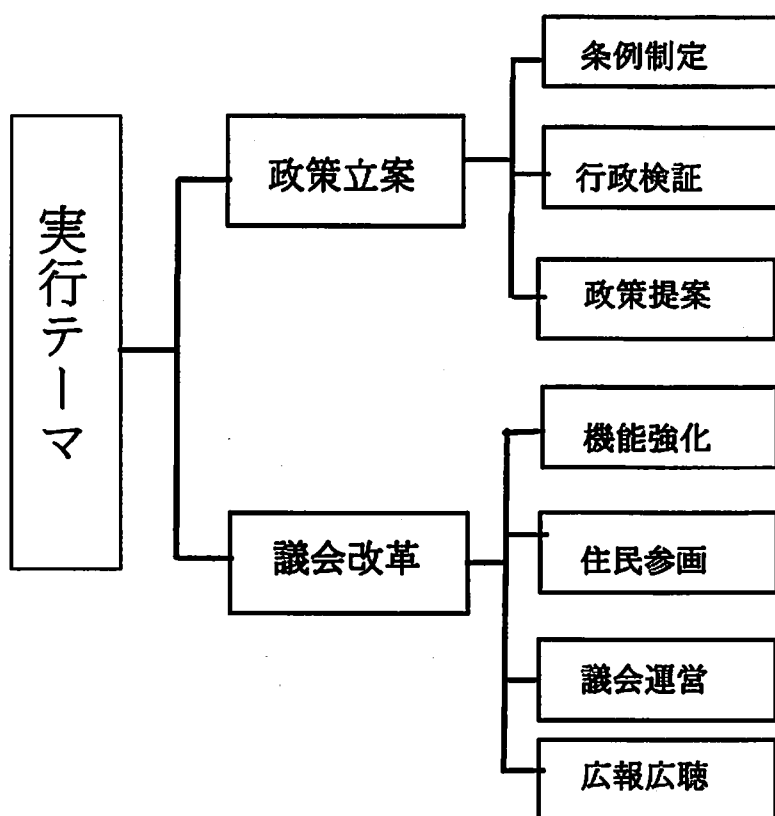 実行テーマ
政策立案
条例制定
行政検証
政策提案
議会改革
機能強化
住民参画
議会運営
広報広聴